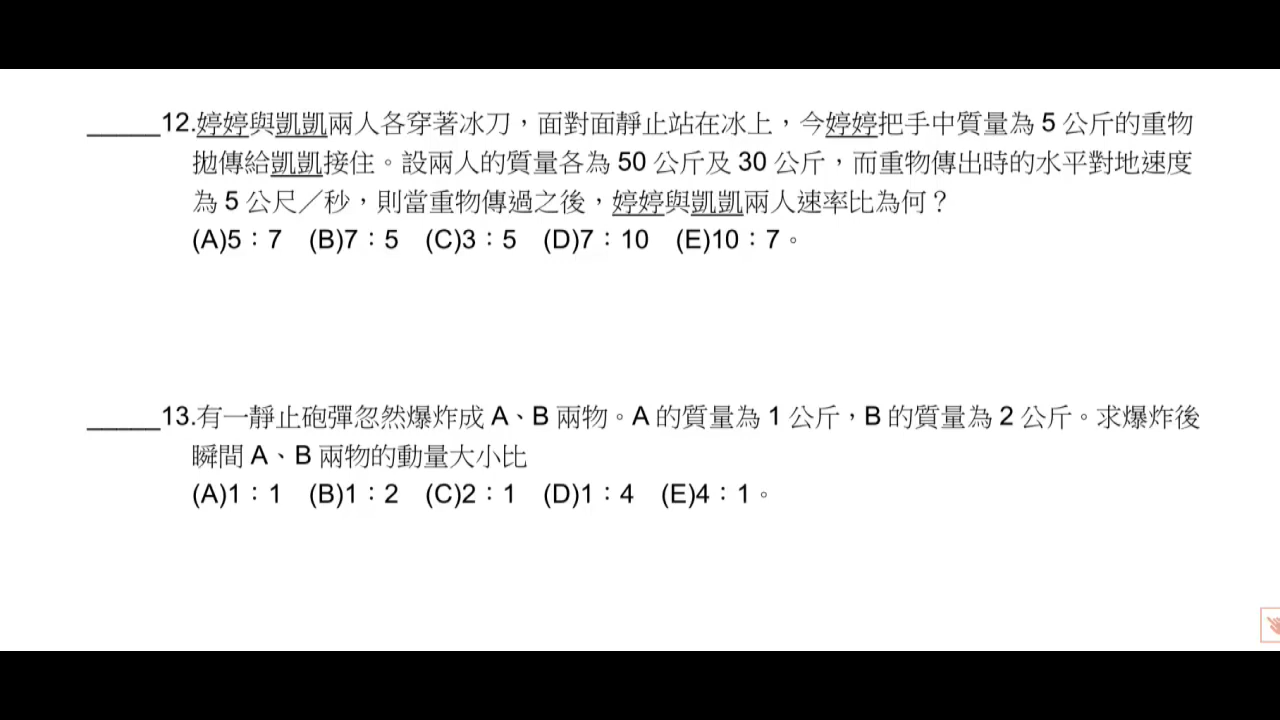 _____12.婷婷與凱凱兩人各穿著冰刀，面對面靜止站在冰上，今婷婷把手中質量為 5 公斤的重物
拋傳給凱凱接住。設兩人的質量各為 50 公斤及 30 公斤，而重物傳出時的水平對地速度
為 5 公尺／秒，則當重物傳過之後，婷婷與凱凱兩人速率比為何？
(A)5：7 (B)7：5 (C)3：5 (D)7：10 (E)10：7。
_____13.有一靜止砲彈忽然爆炸成 A、B 兩物。A 的質量為 1 公斤，B 的質量為 2 公斤。求爆炸後
瞬間 A、B 兩物的動量大小比
(A)1：1 (B)1：2 (C)2：1 (D)1：4 (E)4：1。